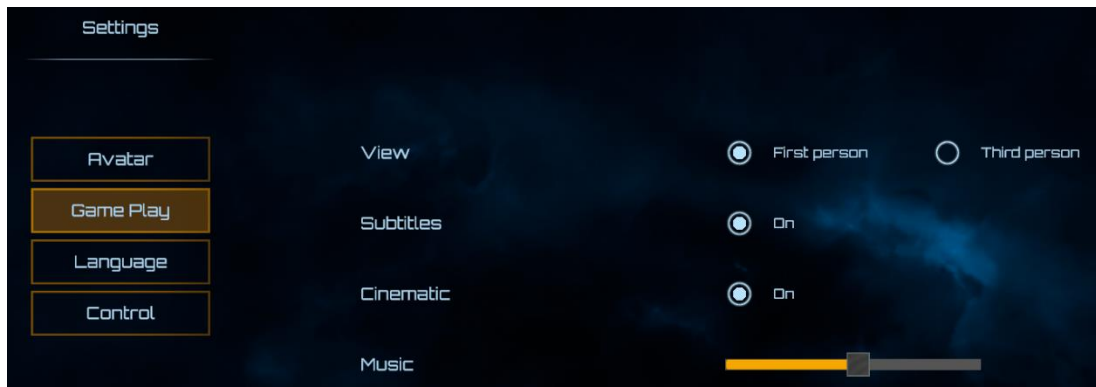 Settings
Avatar
Game Play
Language
Control
View First person Third person
Subtitles On
Cinematic On
Music